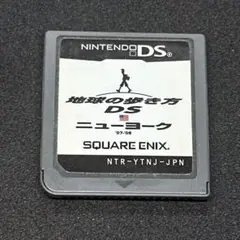 NINTENDO DS
地球の歩き方
DS
ニューヨーク
'07-'08
SQUARE ENIX.
NTR-YTNJ-JPN